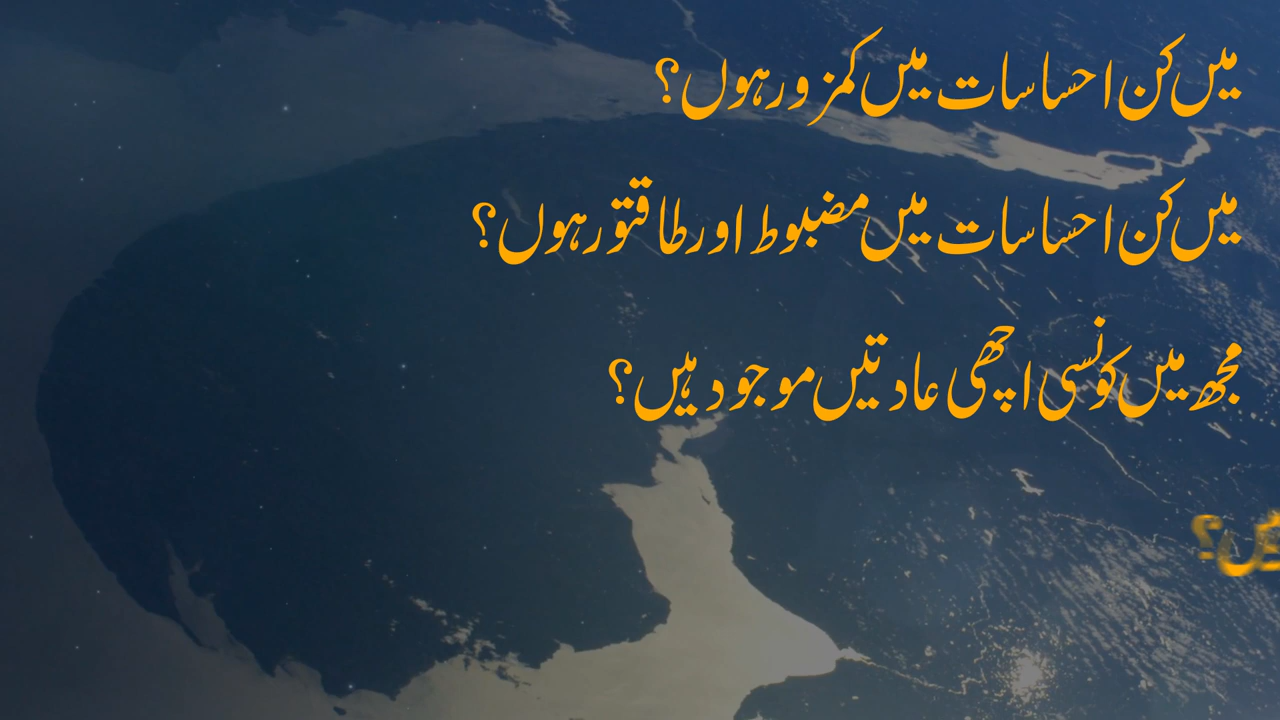 میں کن احساسات میں کمزور ہوں؟
میں کن احساسات میں مضبوط اور طاقتور ہوں؟
مجھ میں کونسی اچھی عادتیں موجود ہیں؟